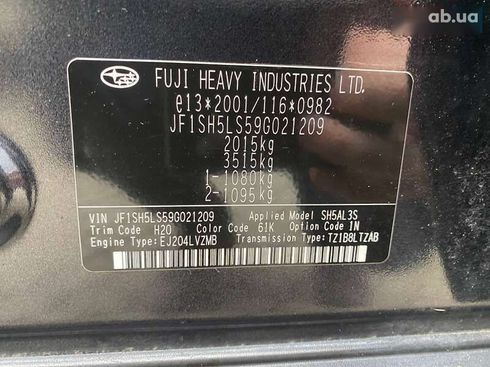 ab.ua
FUJI HEAVY INDUSTRIES LTD.
e13*2001/116*0982
JF1SH5LS59G021209
2015kg
3515kg
1-1080kg
2-1095kg
VIN JF1SH5LS59G021209 Applied Model SH5AL3S
Trim Code H20 Color Code 61K Option Code IN
Engine Type: EJ204LVZMB Transmission Type: TZ1B8LTZAB